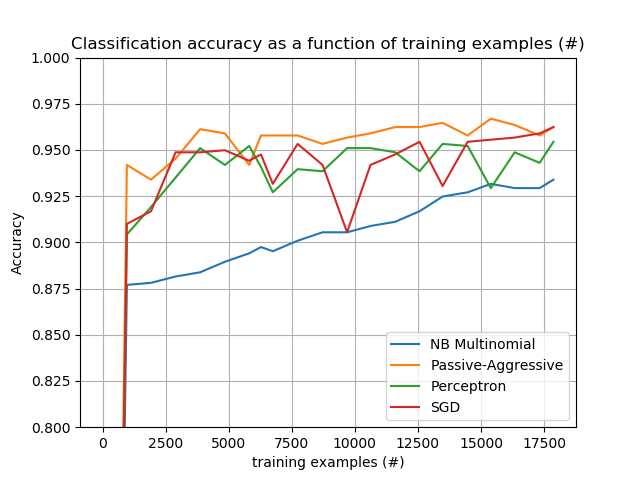 Classification accuracy as a function of training examples (#)
1.000
0.975
0.950
0.925
0.900
0.875
0.850
0.825
0.800
Accuracy
0 2500 5000 7500 10000 12500 15000 17500
training examples (#)
NB Multinomial
Passive-Aggressive
Perceptron
SGD